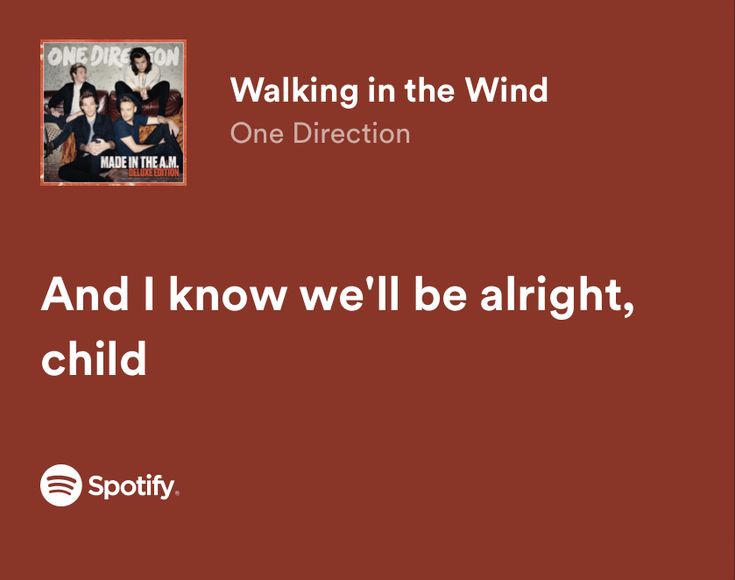 ONE DIRECTION
MADE IN THE A.M.
DELUXE EDITION
Walking in the Wind
One Direction
And I know we'll be alright,
child
Spotify®